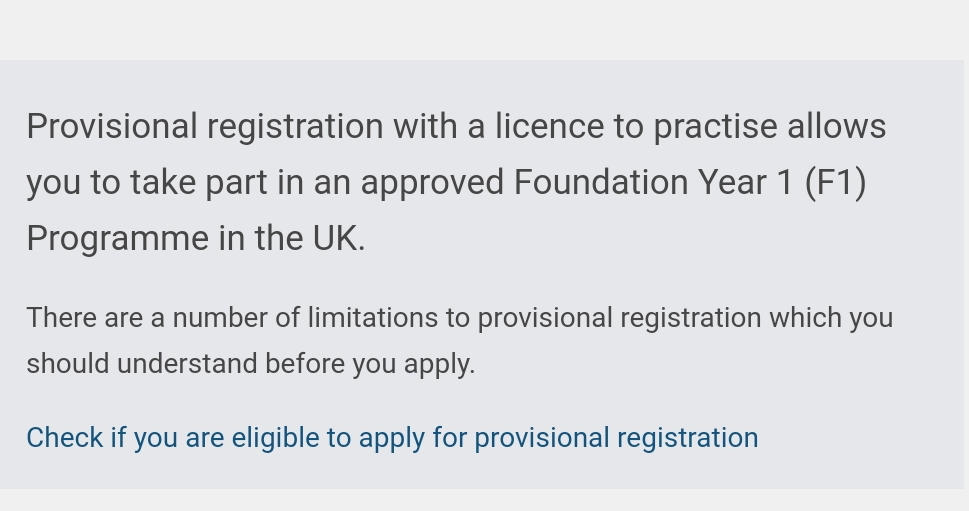 Provisional registration with a licence to practise allows
you to take part in an approved Foundation Year 1 (F1)
Programme in the UK.
There are a number of limitations to provisional registration which you
should understand before you apply.
Check if you are eligible to apply for provisional registration